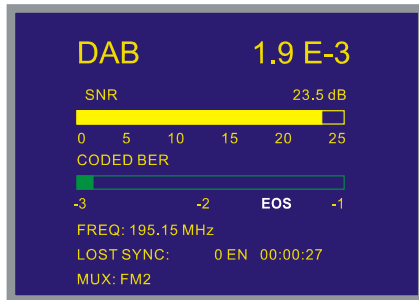 DAB 1.9 E-3
SNR 23.5 dB
0 5 10 15 20 25
CODED BER
-3 -2 EOS -1
FREQ: 195.15 MHz
LOST SYNC: 0 EN 00:00:27
MUX: FM2